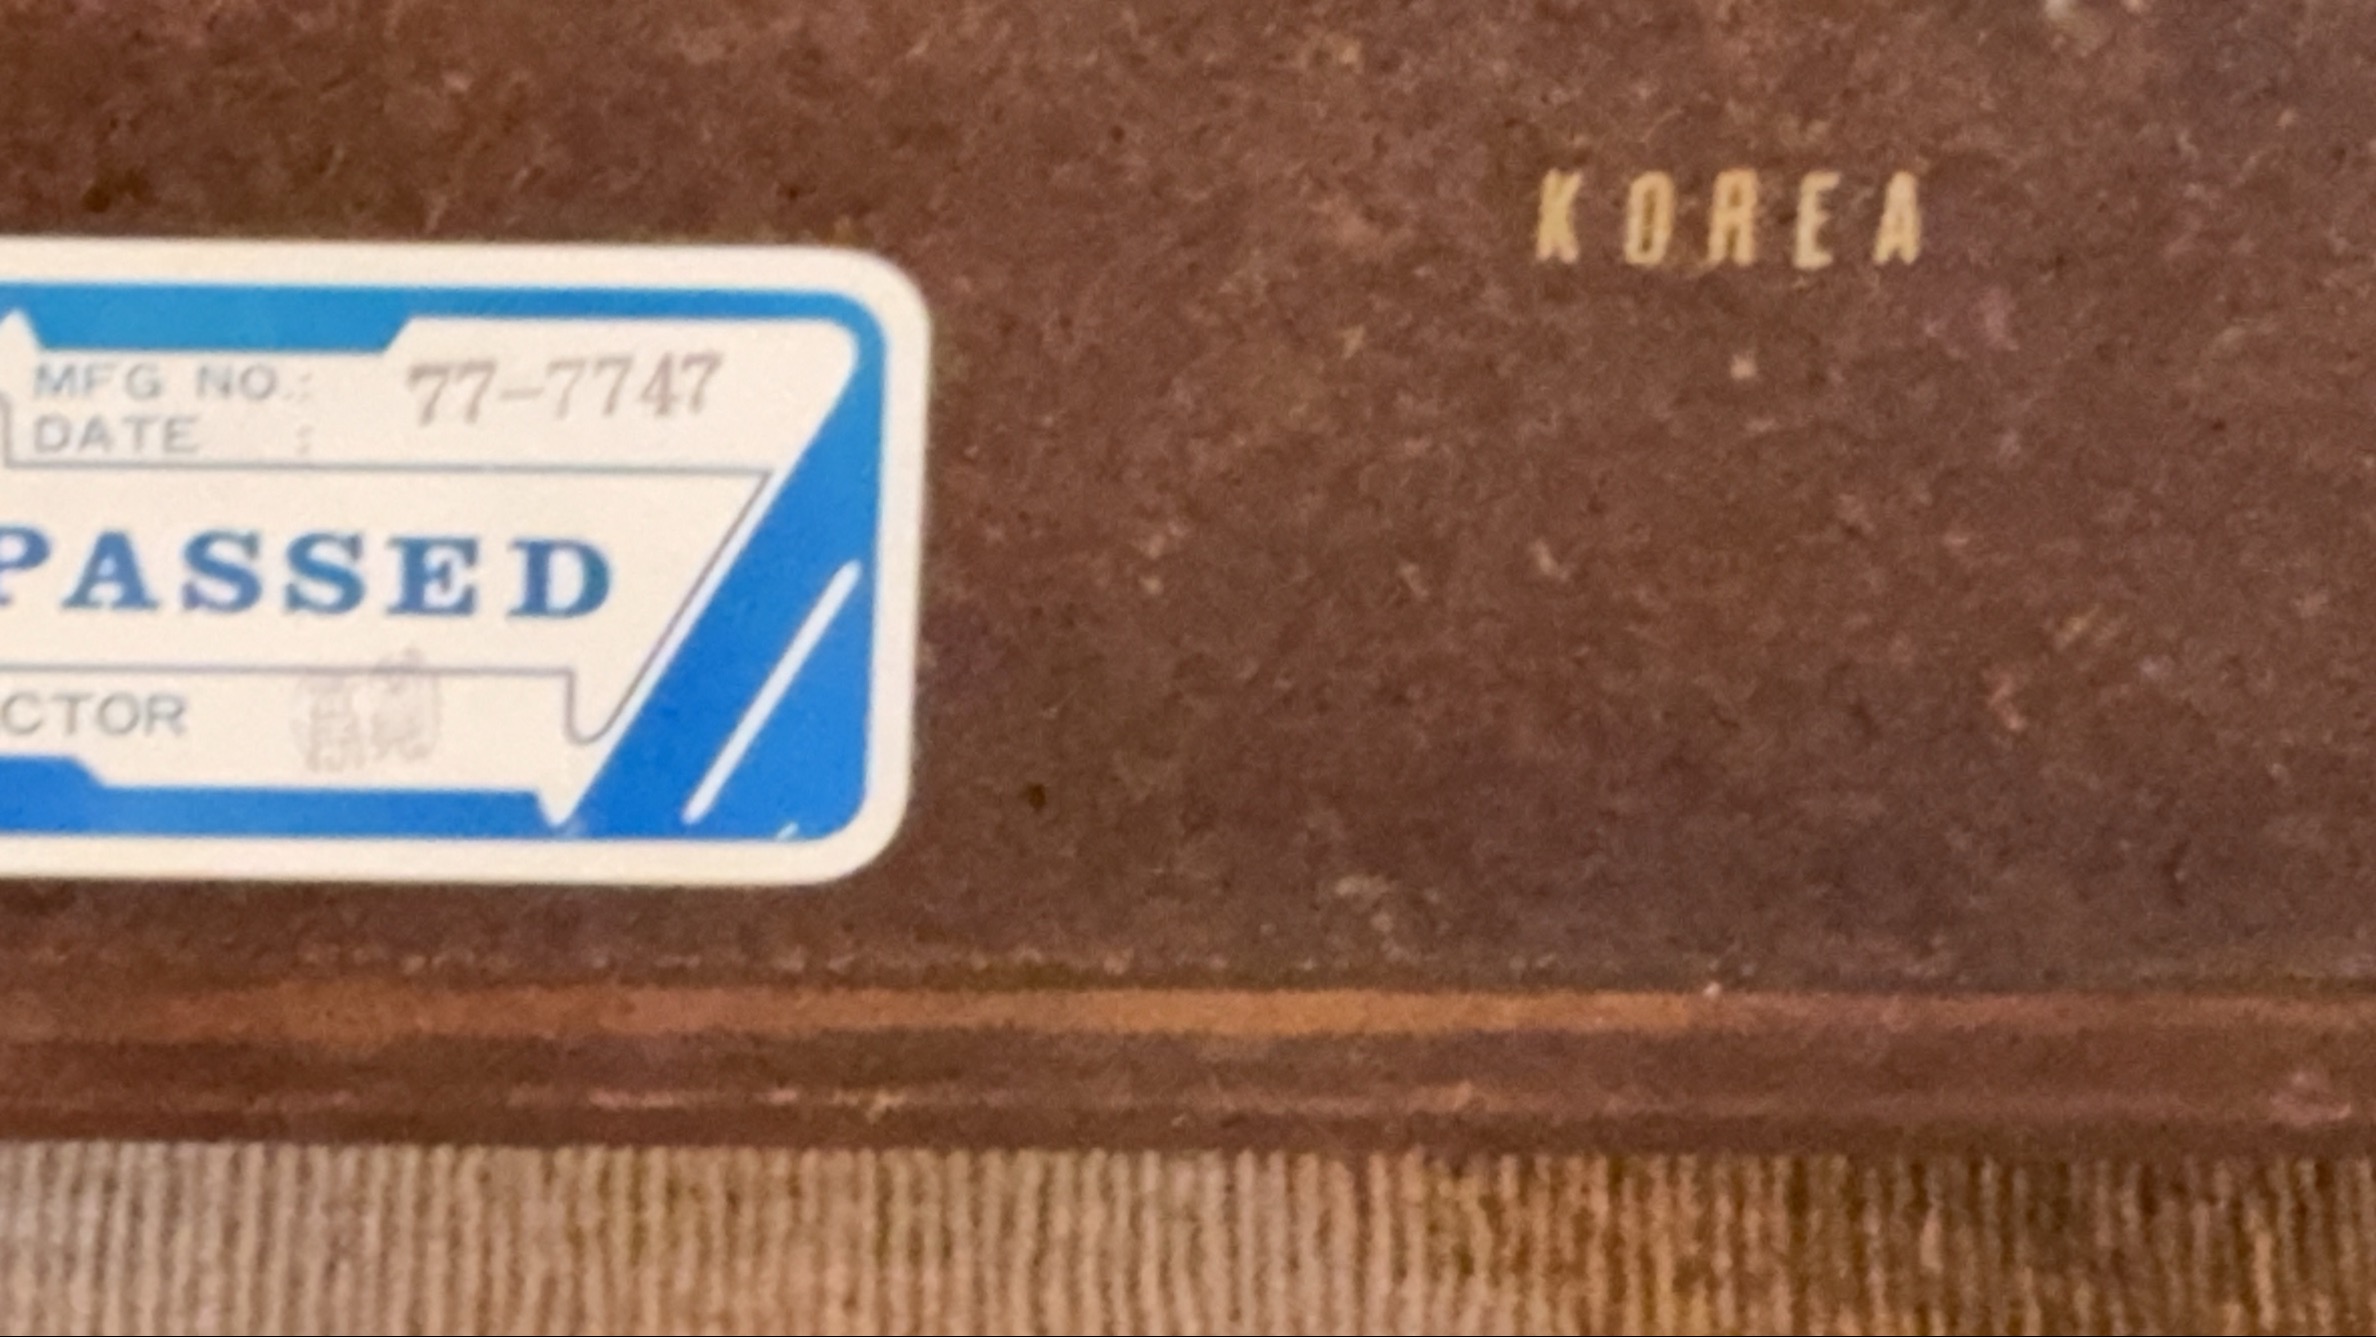 KOREA
MFG NO.: 77-7747
DATE :
PASSED
CTOR